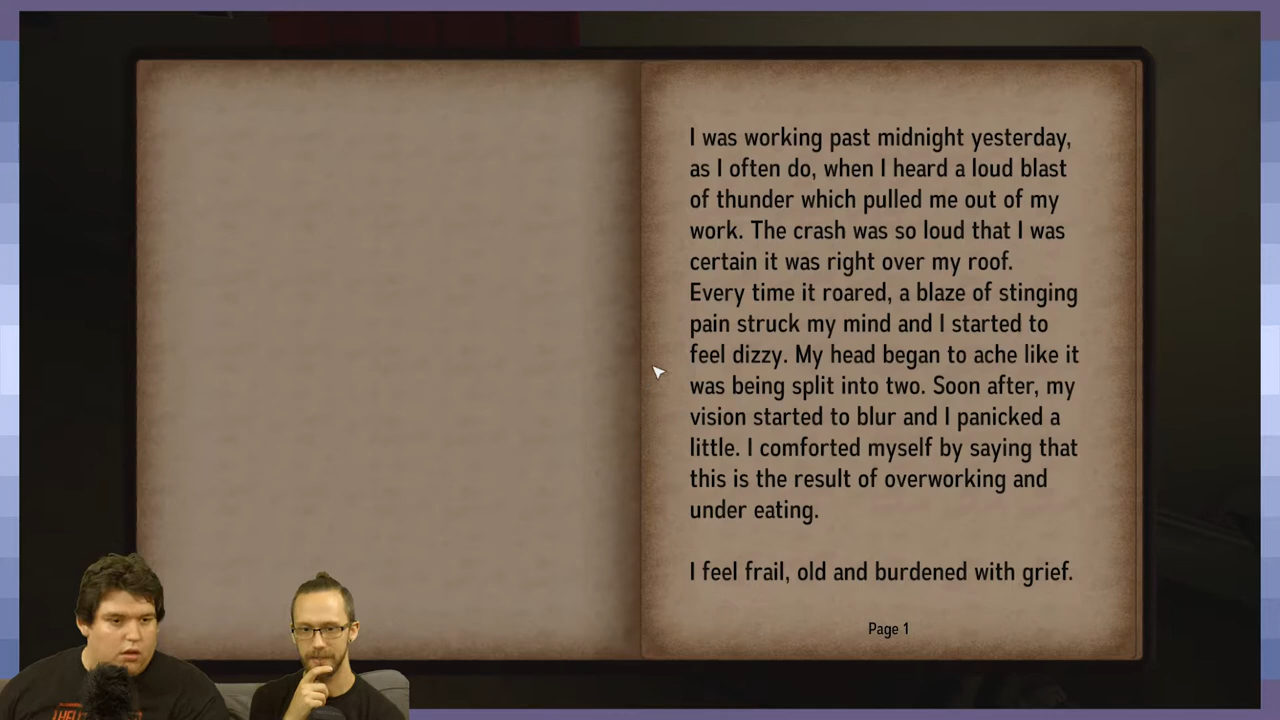 I was working past midnight yesterday,
as I often do, when I heard a loud blast
of thunder which pulled me out of my
work. The crash was so loud that I was
certain it was right over my roof.
Every time it roared, a blaze of stinging
pain struck my mind and I started to
feel dizzy. My head began to ache like it
was being split into two. Soon after, my
vision started to blur and I panicked a
little. I comforted myself by saying that
this is the result of overworking and
under eating.
I feel frail, old and burdened with grief.
Page 1